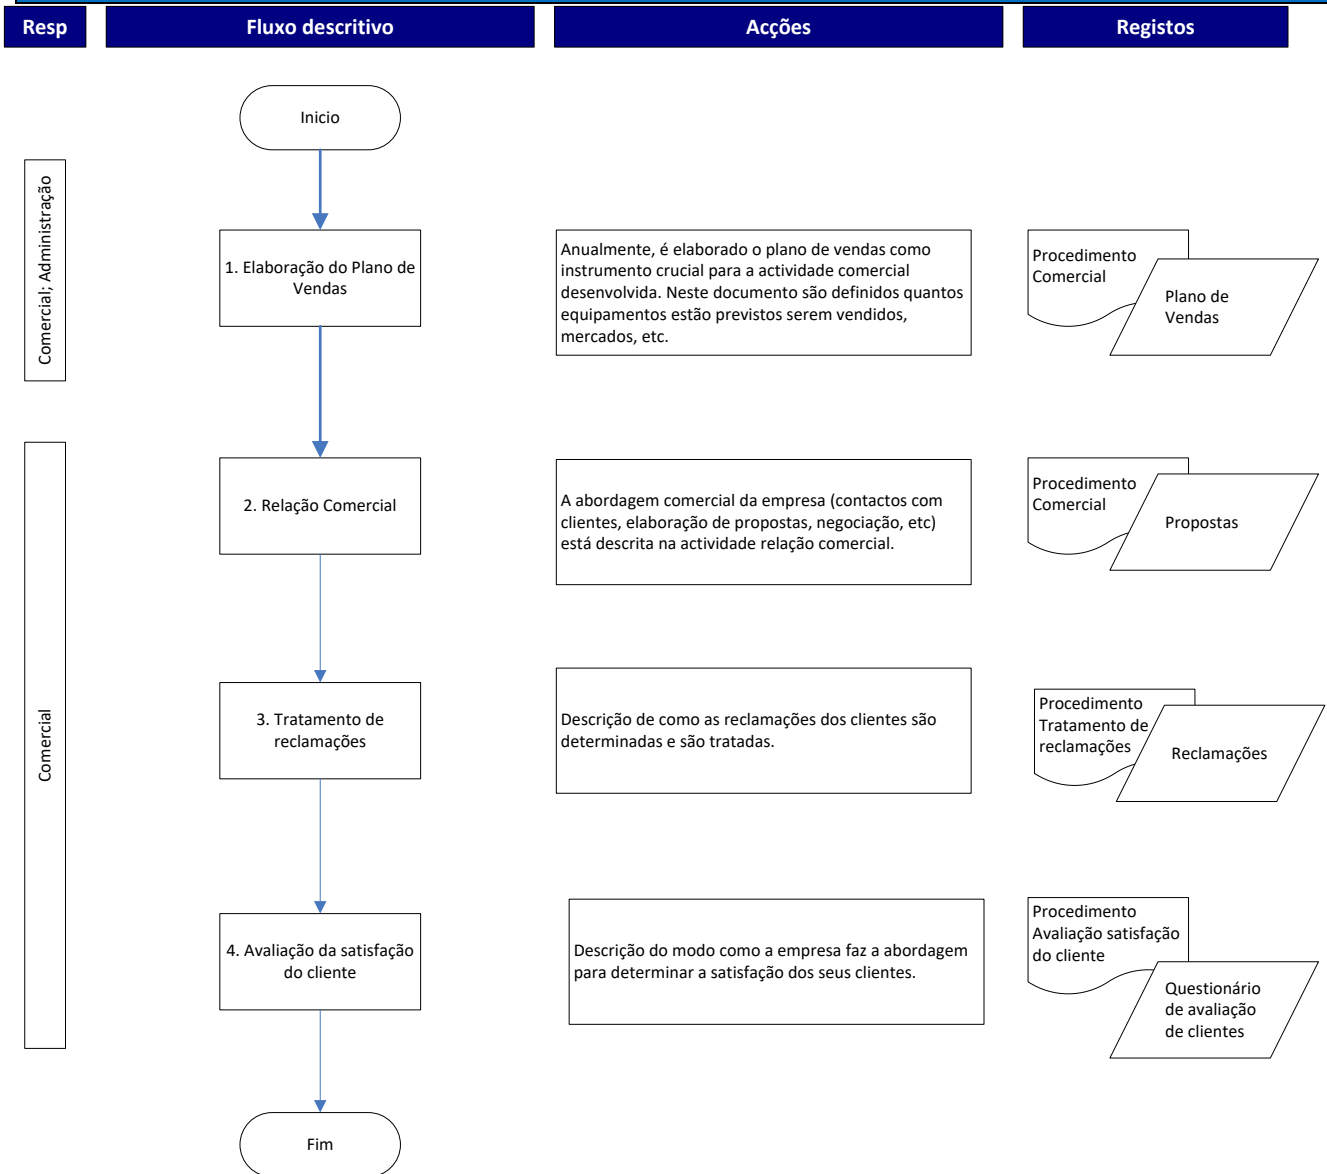 Resp
Fluxo descritivo
Acções
Registos
Inicio
Comercial; Administração
1. Elaboração do Plano de
Vendas
Anualmente, é elaborado o plano de vendas como
instrumento crucial para a actividade comercial
desenvolvida. Neste documento são definidos quantos
equipamentos estão previstos serem vendidos,
mercados, etc.
Procedimento
Comercial
Plano de
Vendas
Comercial
2. Relação Comercial
A abordagem comercial da empresa (contactos com
clientes, elaboração de propostas, negociação, etc)
está descrita na actividade relação comercial.
Procedimento
Comercial
Propostas
3. Tratamento de
reclamações
Descrição de como as reclamações dos clientes são
determinadas e são tratadas.
Procedimento
Tratamento de
reclamações
Reclamações
4. Avaliação da satisfação
do cliente
Descrição do modo como a empresa faz a abordagem
para determinar a satisfação dos seus clientes.
Procedimento
Avaliação satisfação
do cliente
Questionário
de avaliação
de clientes
Fim